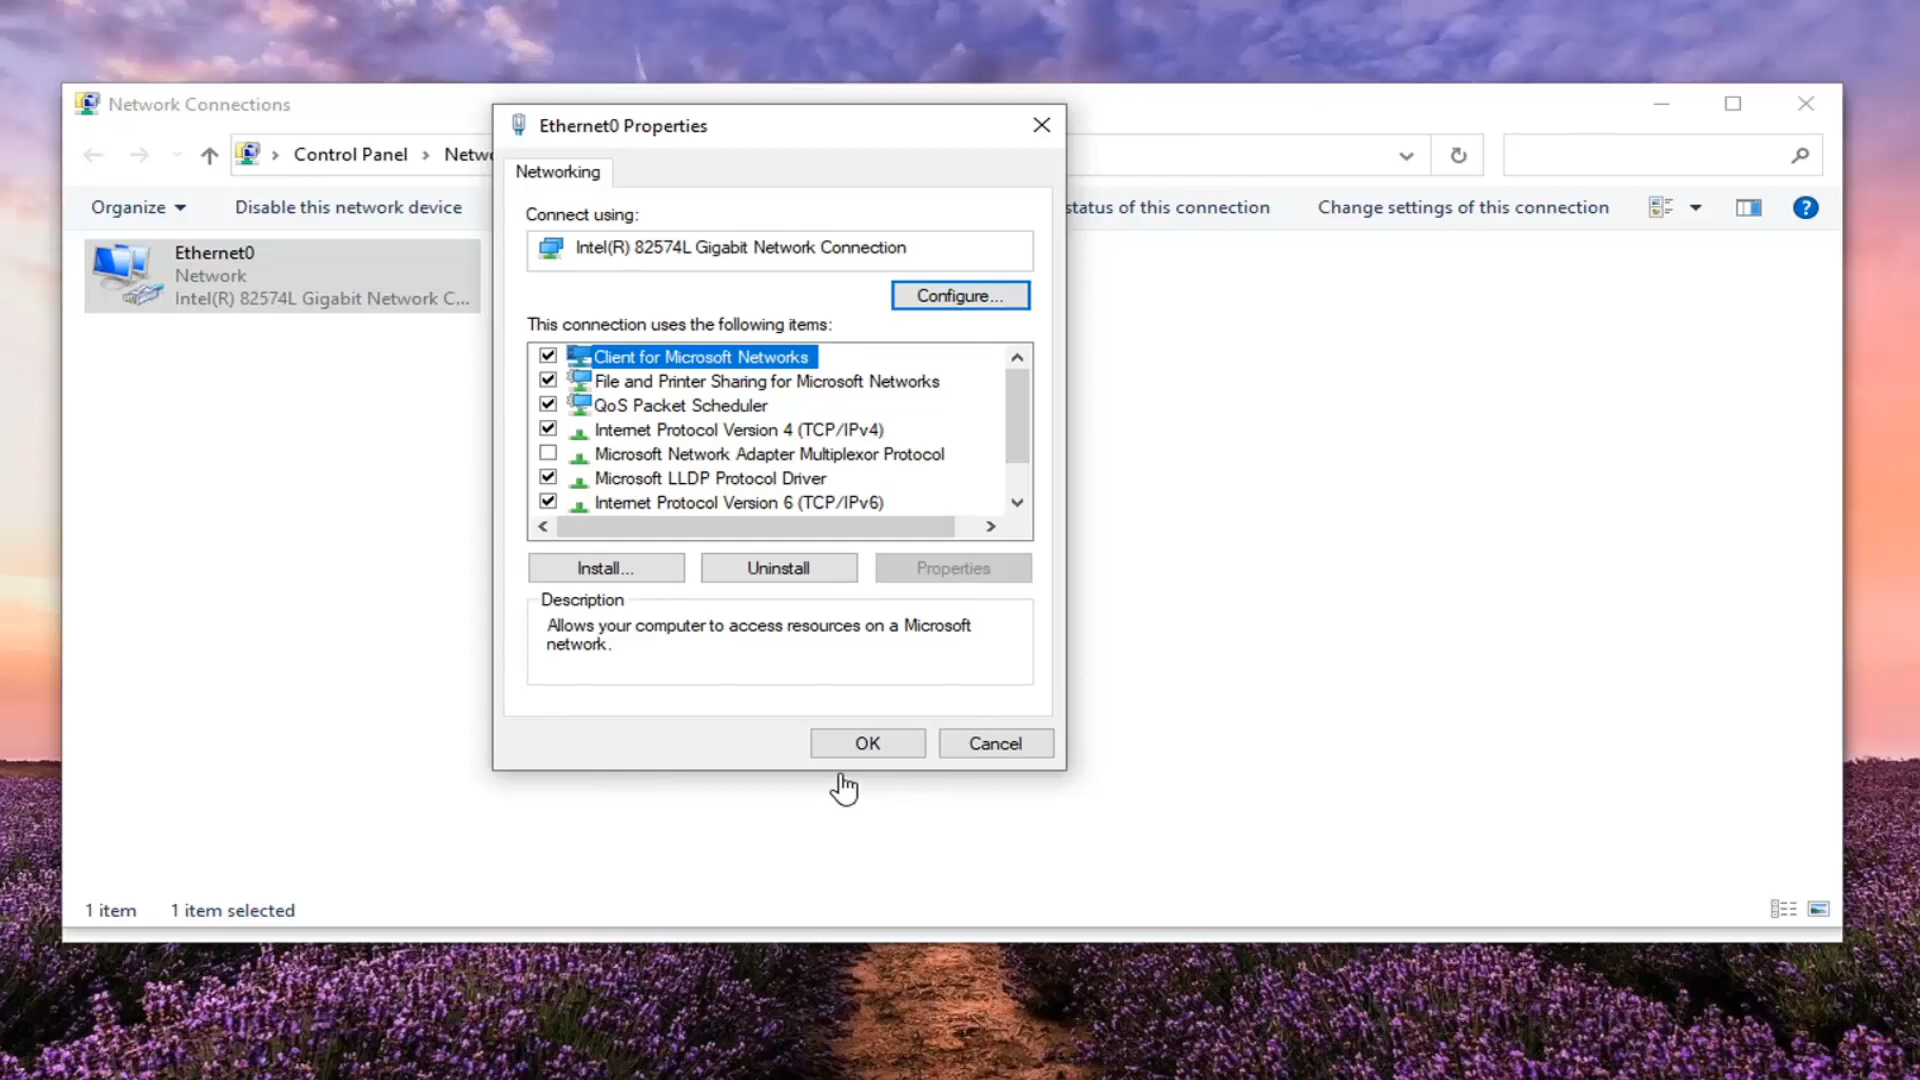 Network Connections
Ethernet0 Properties
Control Panel
Networking
Connect using:
Organize
Disable this network device
status of this connection
Change settings of this connection
Ethernet0
Network
Intel(R) 82574L Gigabit Network C...
Intel(R) 82574L Gigabit Network Connection
Configure...
This connection uses the following items:
Client for Microsoft Networks
File and Printer Sharing for Microsoft Networks
QoS Packet Scheduler
Internet Protocol Version 4 (TCP/IPv4)
Microsoft Network Adapter Multiplexor Protocol
Microsoft LLDP Protocol Driver
Internet Protocol Version 6 (TCP/IPv6)
Install...
Uninstall
Properties
Description
Allows your computer to access resources on a Microsoft
network.
OK
Cancel
1 item
1 item selected